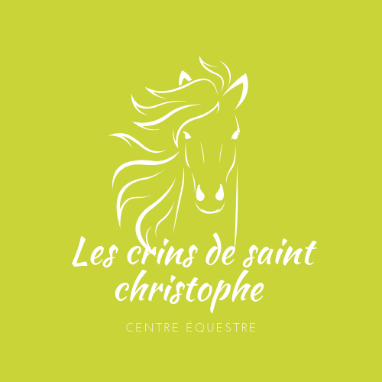 Les crins de saint
christophe
CENTRE ÉQUESTRE